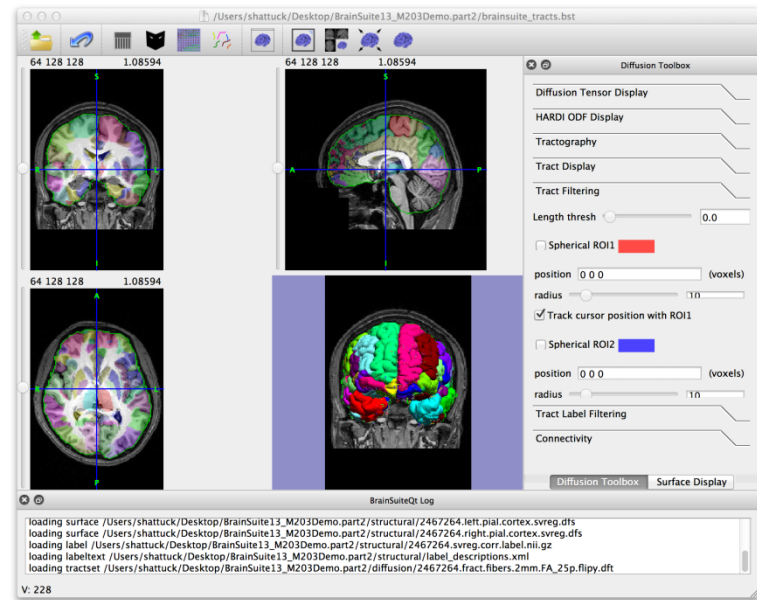 /Users/shattuck/Desktop/BrainSuite13_M203Demo.part2/brainsuite_tracts.bst
64 128 128 1.08594
64 128 128 1.08594
S
R
I
S
A
P
I
64 128 128 1.08594
A
P
Diffusion Toolbox
Diffusion Tensor Display
HARDI ODF Display
Tractography
Tract Display
Tract Filtering
Length thresh 0.0
Spherical ROI1
position 0 0 0 (voxels)
radius 10
Track cursor position with ROI1
Spherical ROI2
position 0 0 0 (voxels)
radius 10
Tract Label Filtering
Connectivity
Diffusion Toolbox Surface Display
BrainSuiteQt Log
loading surface /Users/shattuck/Desktop/BrainSuite13_M203Demo.part2/structural/2467264.left.pial.cortex.svreg.dfs
loading surface /Users/shattuck/Desktop/BrainSuite13_M203Demo.part2/structural/2467264.right.pial.cortex.svreg.dfs
loading label /Users/shattuck/Desktop/BrainSuite13_M203Demo.part2/structural/2467264.svreg.corr.label.nii.gz
loading labeltext /Users/shattuck/Desktop/BrainSuite13_M203Demo.part2/structural/label_descriptions.xml
loading tractset /Users/shattuck/Desktop/BrainSuite13_M203Demo.part2/diffusion/2467264.fract.fibers.2mm.FA_25p.flipy.dft
V: 228